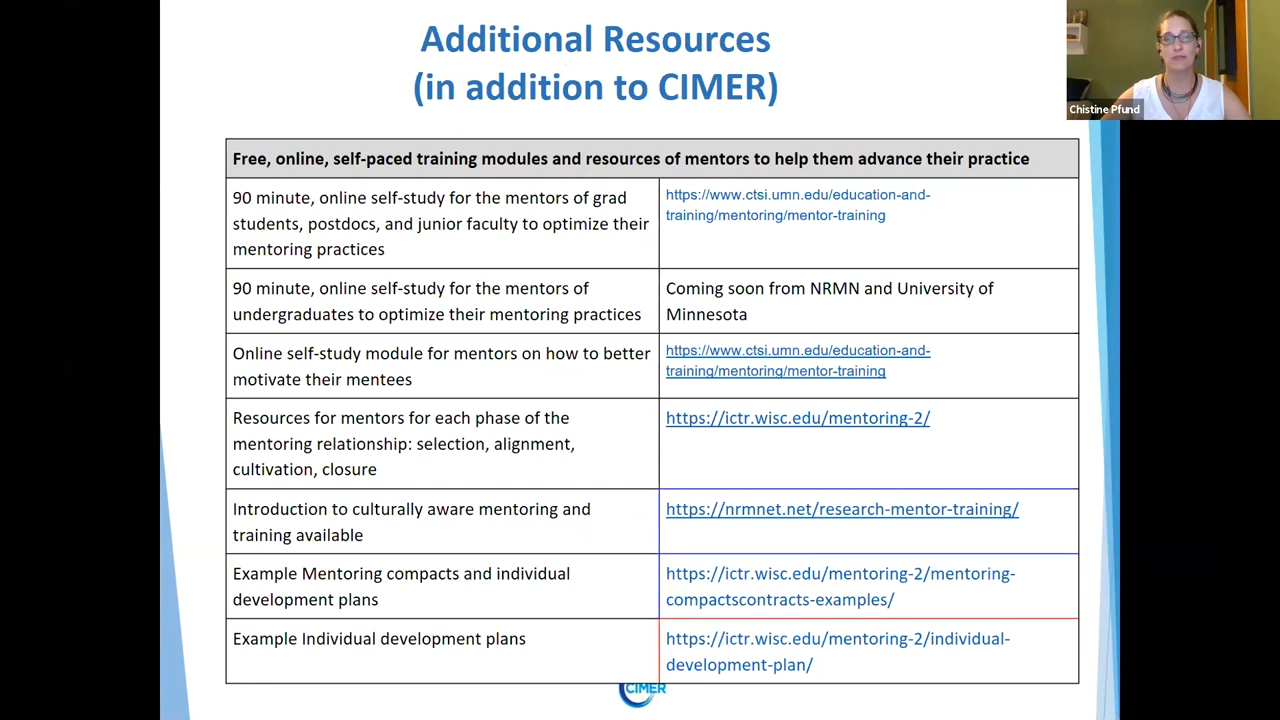 Additional Resources
(in addition to CIMER)
Chistine Pfund
Free, online, self-paced training modules and resources of mentors to help them advance their practice
90 minute, online self-study for the mentors of grad
students, postdocs, and junior faculty to optimize their
mentoring practices
https://www.ctsi.umn.edu/education-and-
training/mentoring/mentor-training
90 minute, online self-study for the mentors of
undergraduates to optimize their mentoring practices
Coming soon from NRMN and University of
Minnesota
Online self-study module for mentors on how to better
motivate their mentees
https://www.ctsi.umn.edu/education-and-
training/mentoring/mentor-training
Resources for mentors for each phase of the
mentoring relationship: selection, alignment,
cultivation, closure
https://ictr.wisc.edu/mentoring-2/
Introduction to culturally aware mentoring and
training available
https://nrmnet.net/research-mentor-training/
Example Mentoring compacts and individual
development plans
https://ictr.wisc.edu/mentoring-2/mentoring-
compactscontracts-examples/
Example Individual development plans
https://ictr.wisc.edu/mentoring-2/individual-
development-plan/
CIMER